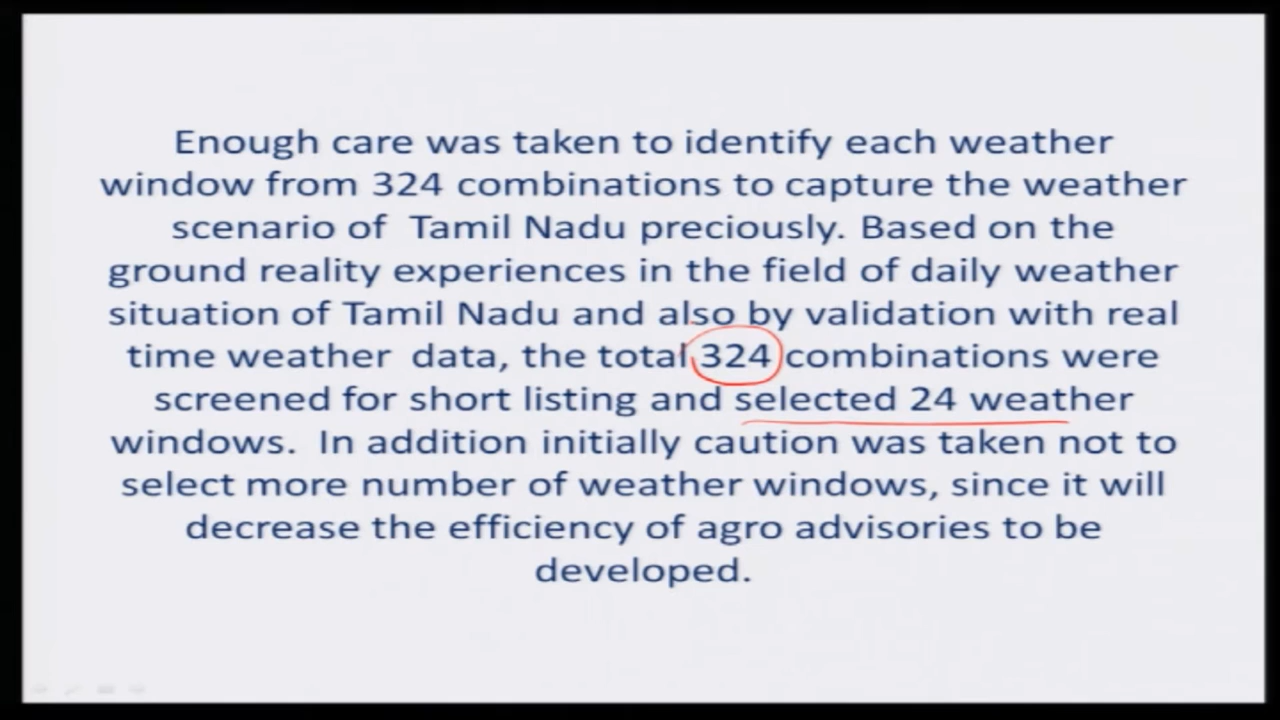 Enough care was taken to identify each weather
window from 324 combinations to capture the weather
scenario of Tamil Nadu preciously. Based on the
ground reality experiences in the field of daily weather
situation of Tamil Nadu and also by validation with real
time weather data, the total 324 combinations were
screened for short listing and selected 24 weather
windows. In addition initially caution was taken not to
select more number of weather windows, since it will
decrease the efficiency of agro advisories to be
developed.